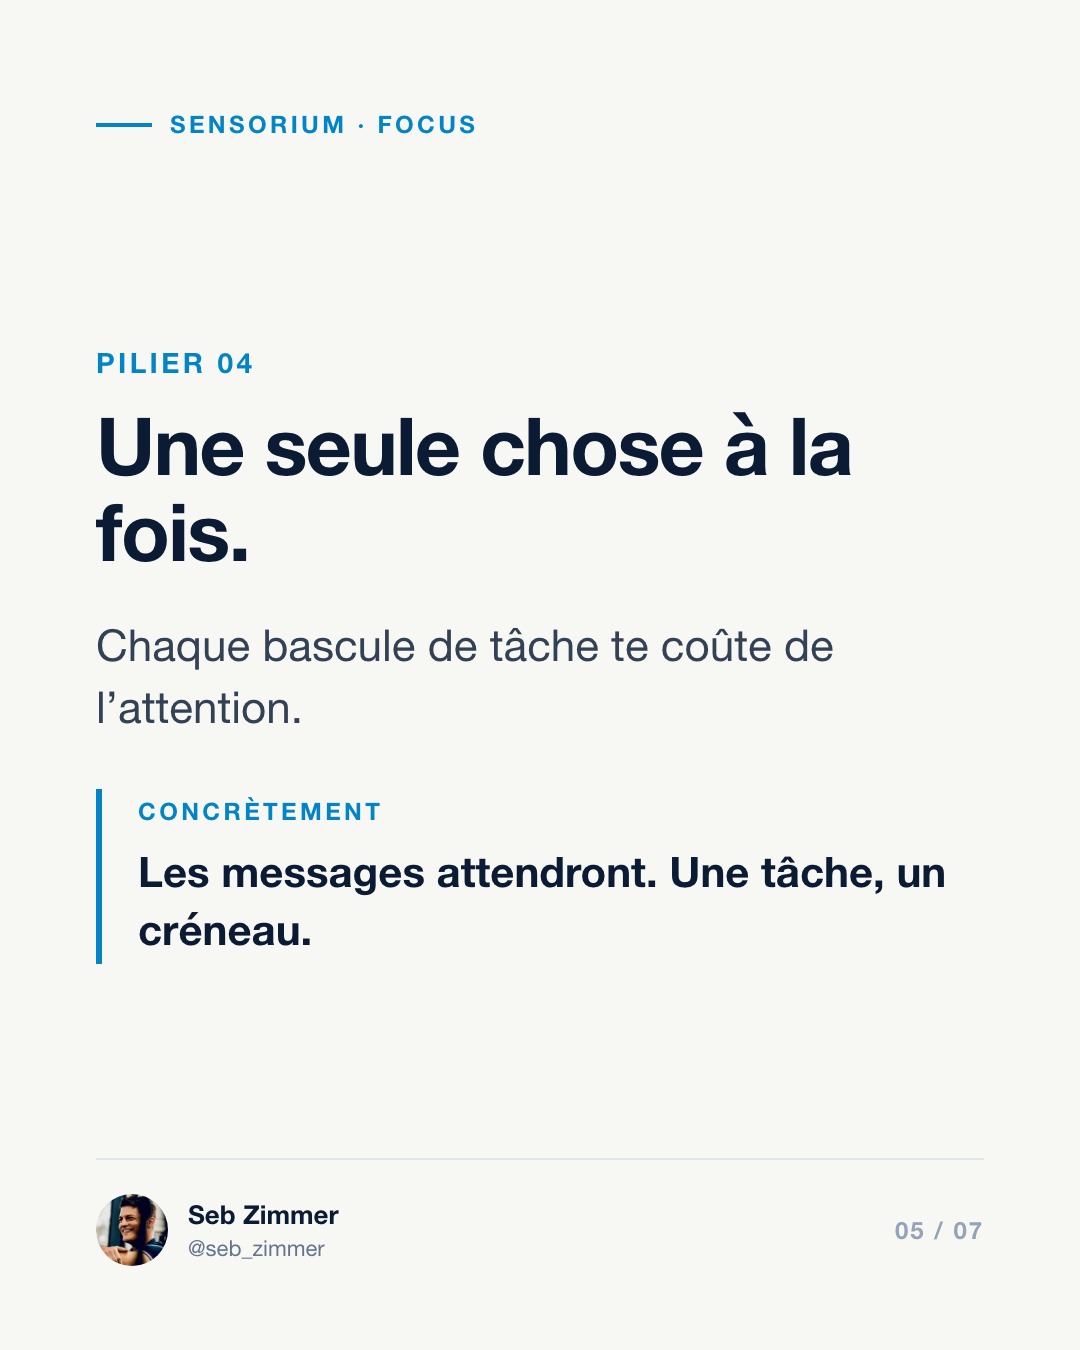 SENSORIUM · FOCUS
PILIER 04
Une seule chose à la
fois.
Chaque bascule de tâche te coûte de
l’attention.
CONCRÈTEMENT
Les messages attendront. Une tâche, un
créneau.
Seb Zimmer
@seb_zimmer
05 / 07